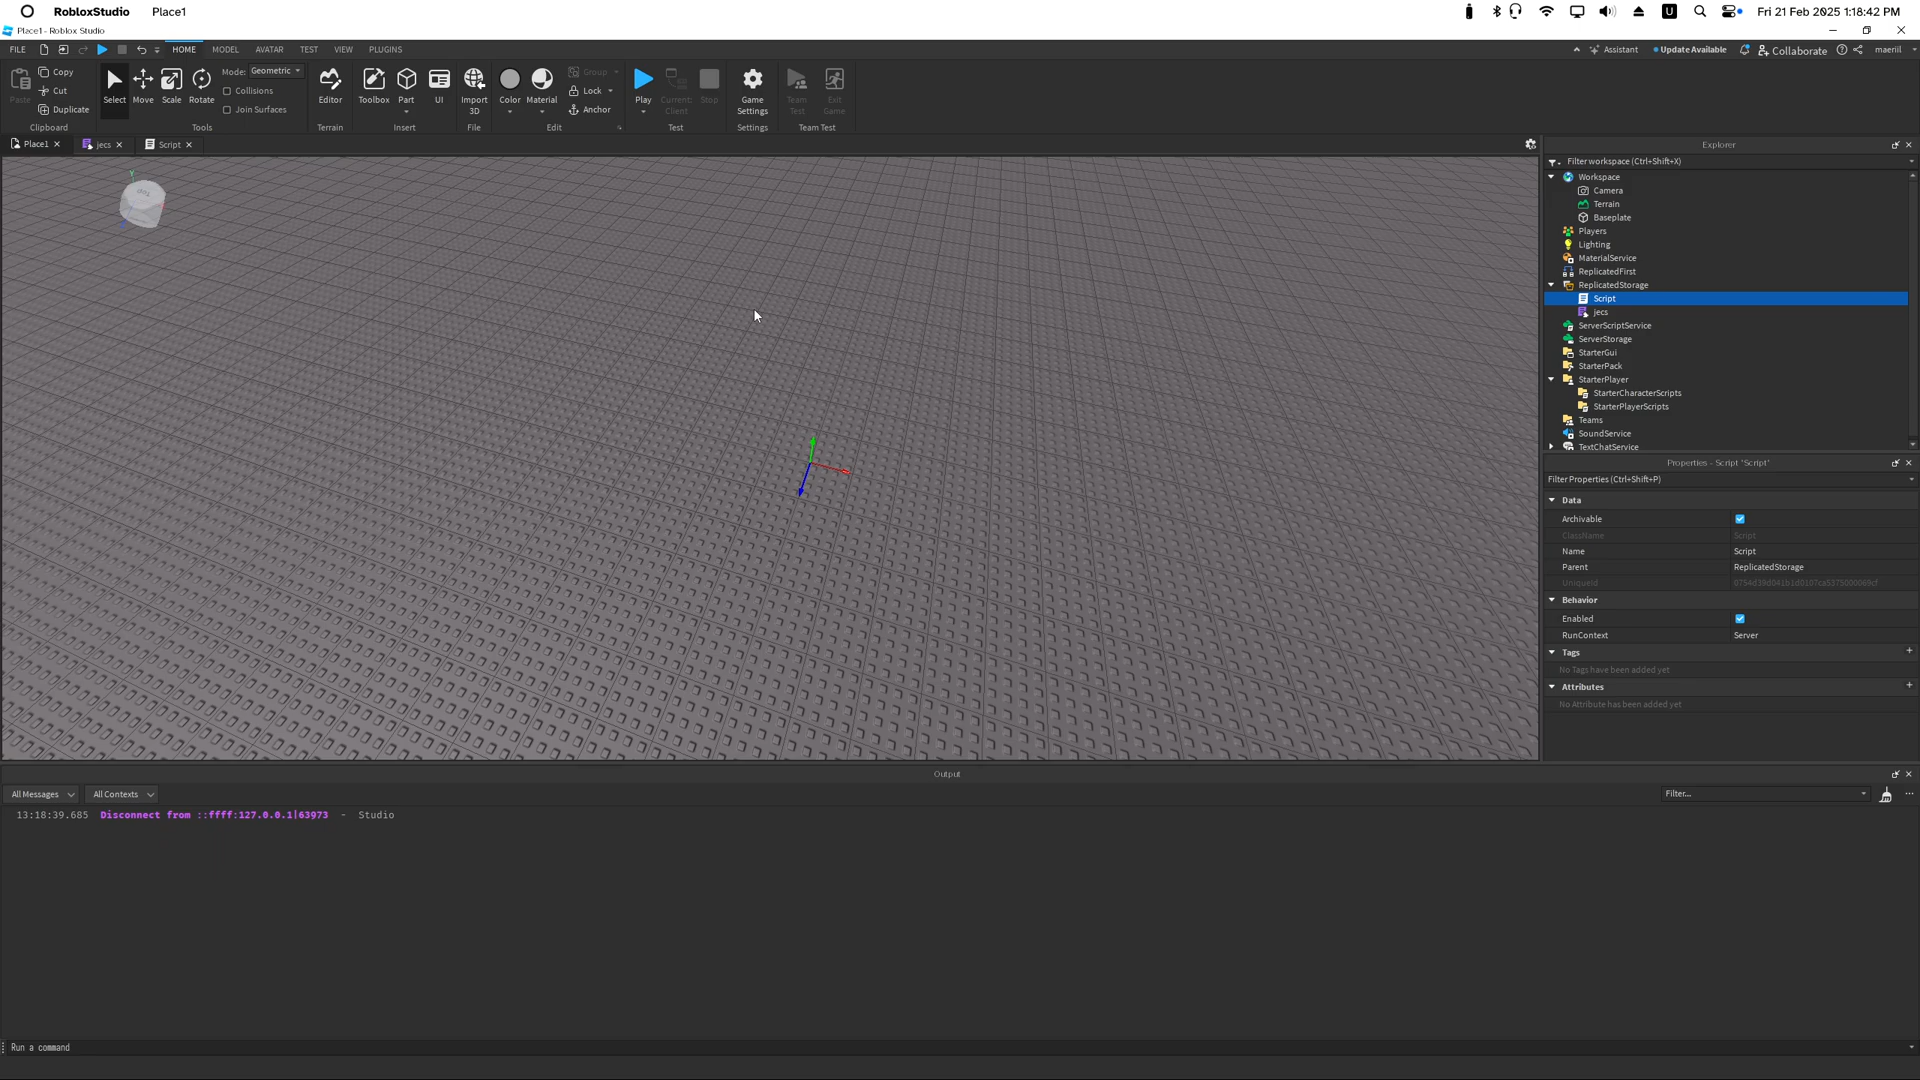 RobloxStudio Place1
U Fri 21 Feb 2025 1:18:42 PM
Place1 - Roblox Studio
FILE HOME MODEL AVATAR TEST VIEW PLUGINS Assistant Update Available Collaborate maeriil
Copy Mode: Geometric Group
Cut Collisions Lock
Paste Duplicate Select Move Scale Rotate Join Surfaces Editor Toolbox Part UI Import 3D Color Material Anchor Play Current: Client Stop Game Settings Team Test Exit Game
Clipboard Tools Terrain Insert File Edit Test Settings Team Test
Place1 jecs Script
Explorer
Filter workspace (Ctrl+Shift+X)
Workspace
Camera
Terrain
Baseplate
Players
Lighting
MaterialService
ReplicatedFirst
ReplicatedStorage
Script
jecs
ServerScriptService
ServerStorage
StarterGui
StarterPack
StarterPlayer
StarterCharacterScripts
StarterPlayerScripts
Teams
SoundService
TextChatService
Y
Top
Properties - Script "Script"
Filter Properties (Ctrl+Shift+P)
Data
Archivable
ClassName Script
Name Script
Parent ReplicatedStorage
UniqueId
Behavior
Enabled
RunContext Server
Tags
No Tags have been added yet
Attributes
No Attribute has been added yet
Output
All Messages All Contexts Filter...
13:18:39.685 Disconnect from ::ffff:127.0.0.1|63973 - Studio
Run a command